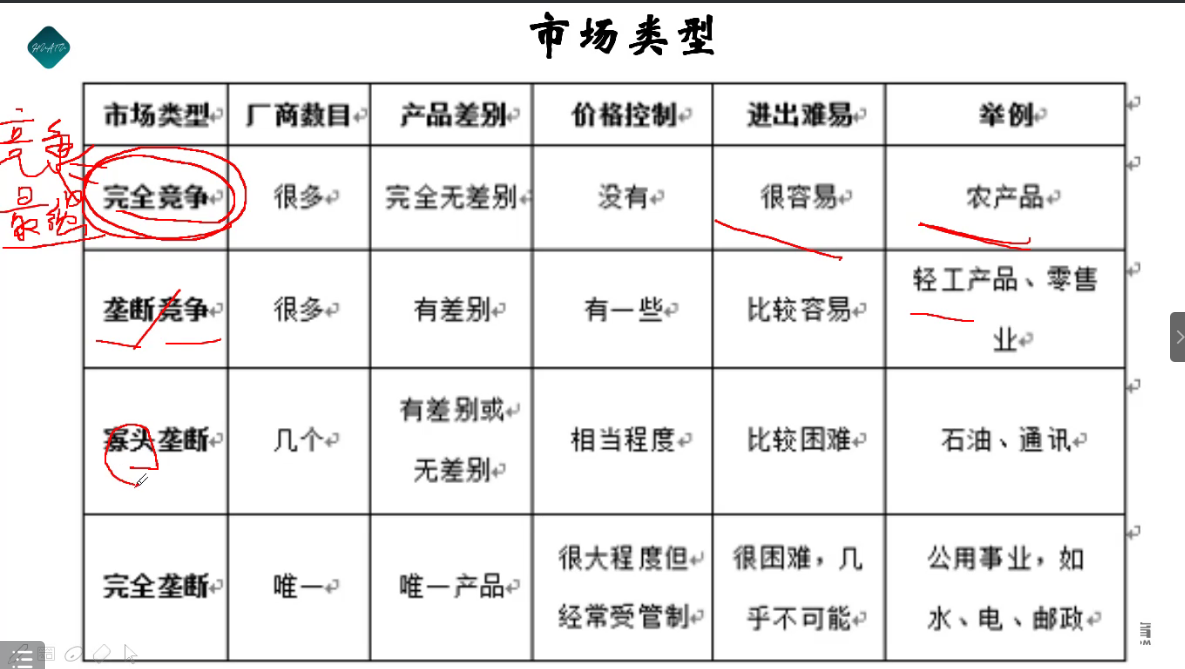 市场类型
市场类型 厂商数目 产品差别 价格控制 进出难易 举例
竞争
最激
完全竞争 很多 完全无差别 没有 很容易 农产品
垄断竞争 很多 有差别 有一些 比较容易 轻工产品、零售
业
寡头垄断 几个 有差别或
无差别 相当程度 比较困难 石油、通讯
完全垄断 唯一 唯一产品 很大程度但
经常受管制 很困难，几
乎不可能 公用事业，如
水、电、邮政